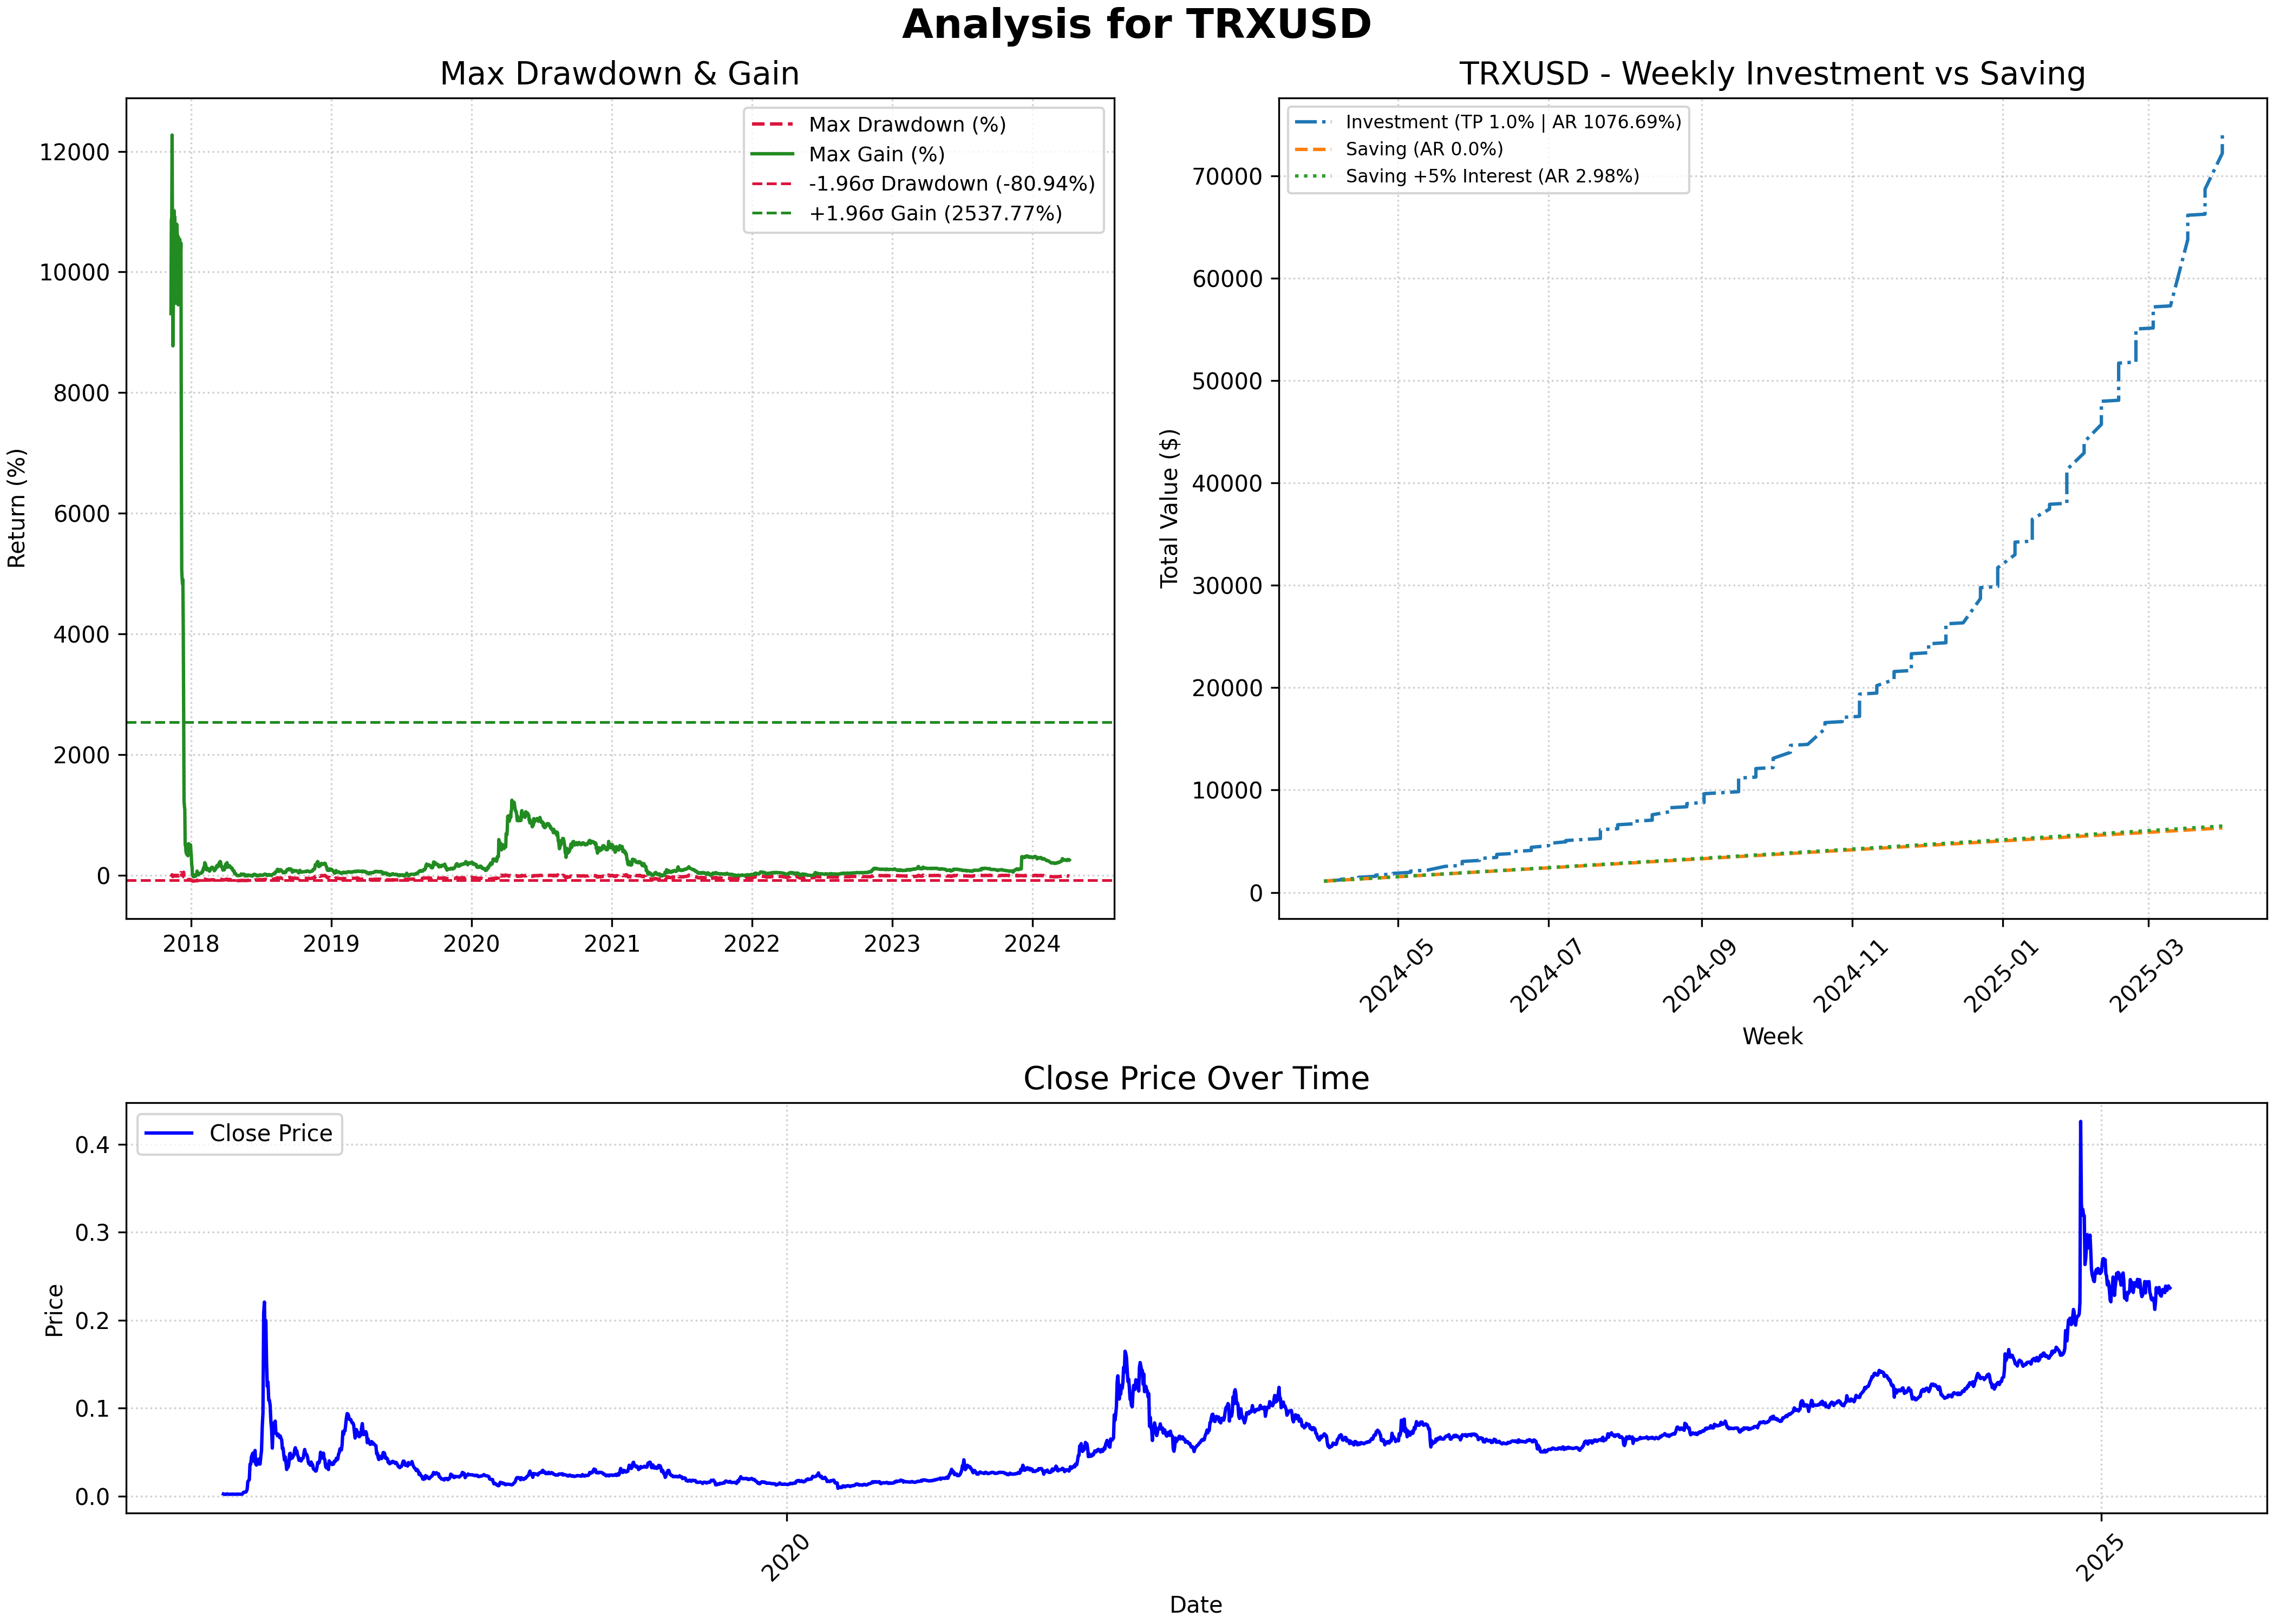 Analysis for TRXUSD
Max Drawdown & Gain
Return (%)
12000
10000
8000
6000
4000
2000
0
2018
2019
2020
2021
2022
2023
2024
Max Drawdown (%)
Max Gain (%)
-1.96σ Drawdown (-80.94%)
+1.96σ Gain (2537.77%)
TRXUSD - Weekly Investment vs Saving
Total Value ($)
70000
60000
50000
40000
30000
20000
10000
0
2024-05
2024-07
2024-09
2024-11
2025-01
2025-03
Week
Investment (TP 1.0% | AR 1076.69%)
Saving (AR 0.0%)
Saving +5% Interest (AR 2.98%)
Close Price Over Time
Price
0.4
0.3
0.2
0.1
0.0
2020
2025
Date
Close Price